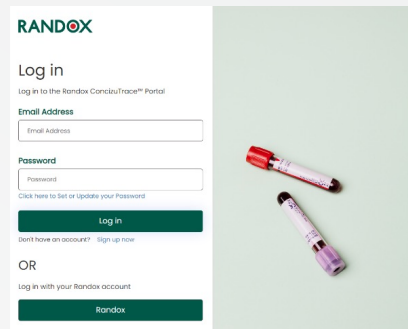 RANDOX
Log in
Log in to the Randox CancizuTrace™ Portal
Email Address
Email Address
Password
Password
Click here to Set or Update your Password
Log in
Don't have an account? Sign up now
OR
Log in with your Randox account
Randox